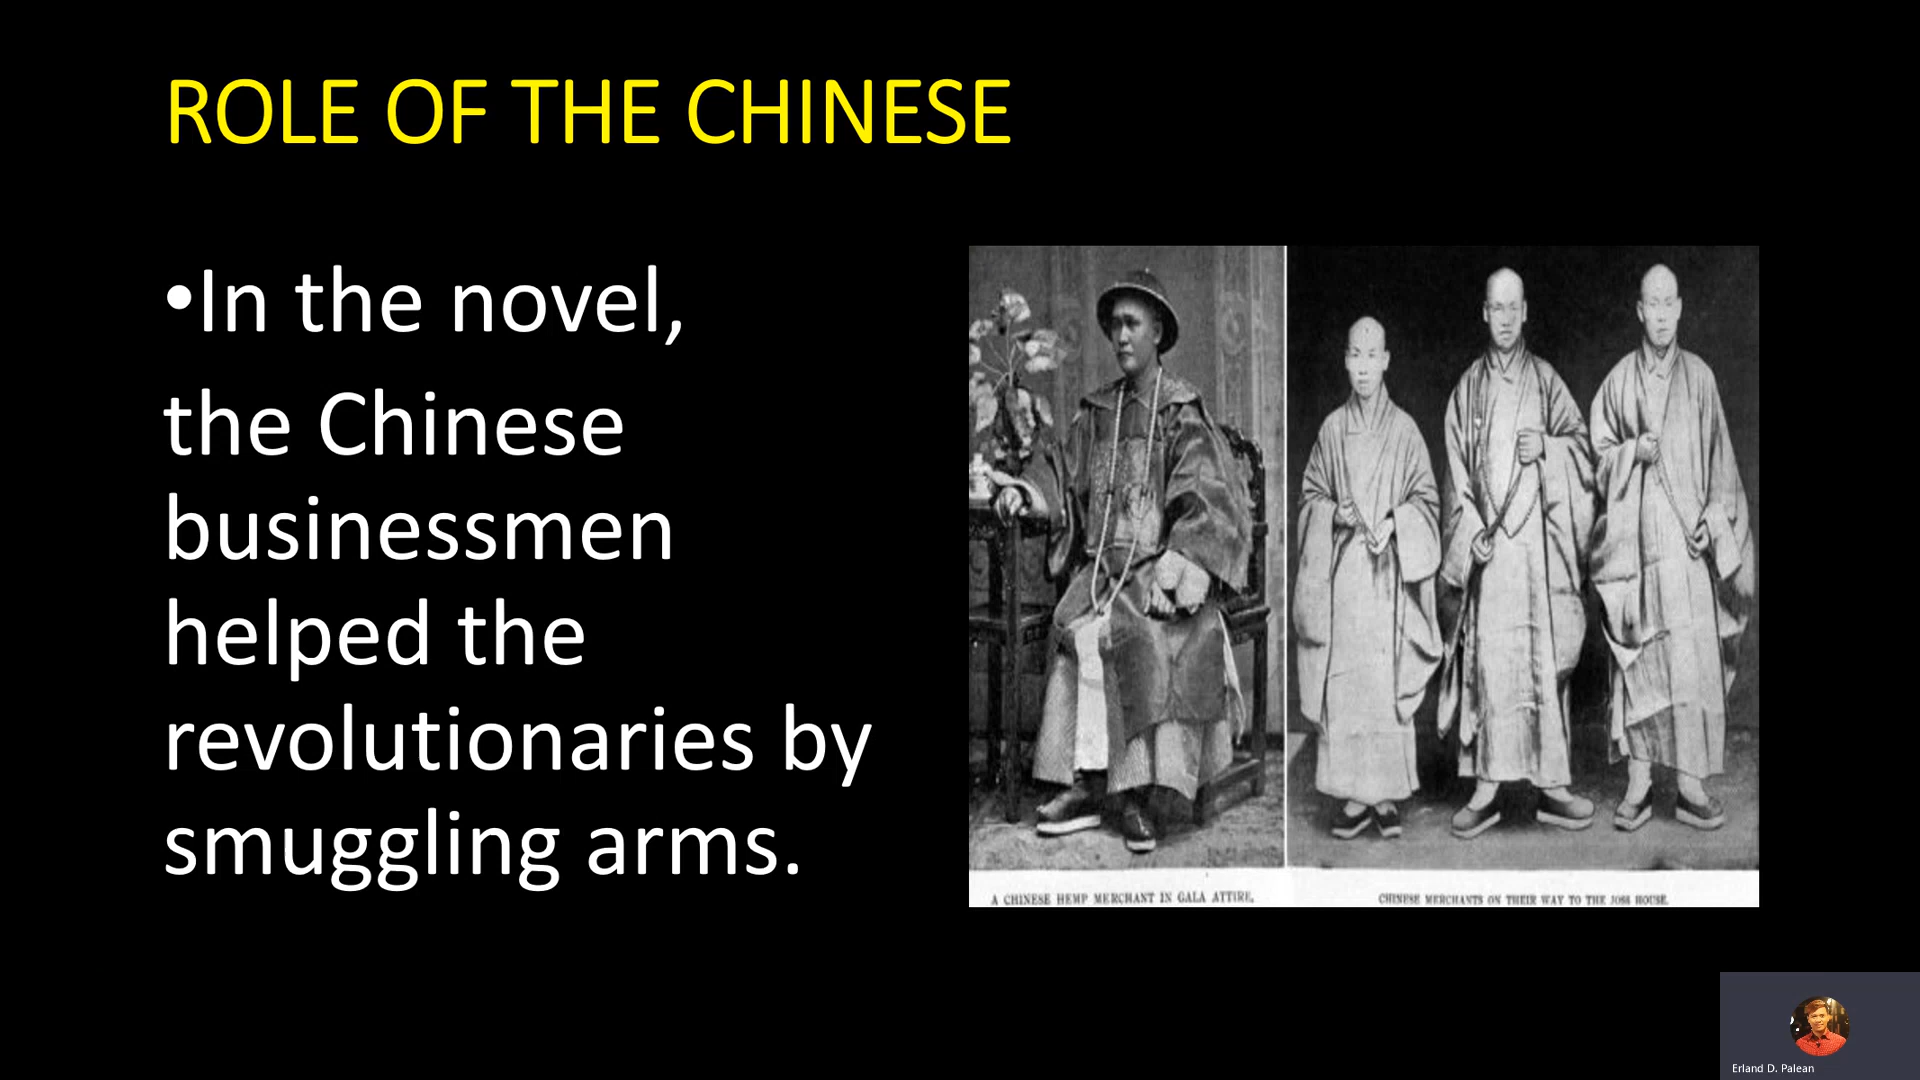 ROLE OF THE CHINESE
•In the novel,
the Chinese
businessmen
helped the
revolutionaries by
smuggling arms.
A CHINESE HEMP MERCHANT IN GALA ATTIRE.
CHINESE MERCHANTS ON THEIR WAY TO THE JOSS HOUSE.
Erland D. Palean